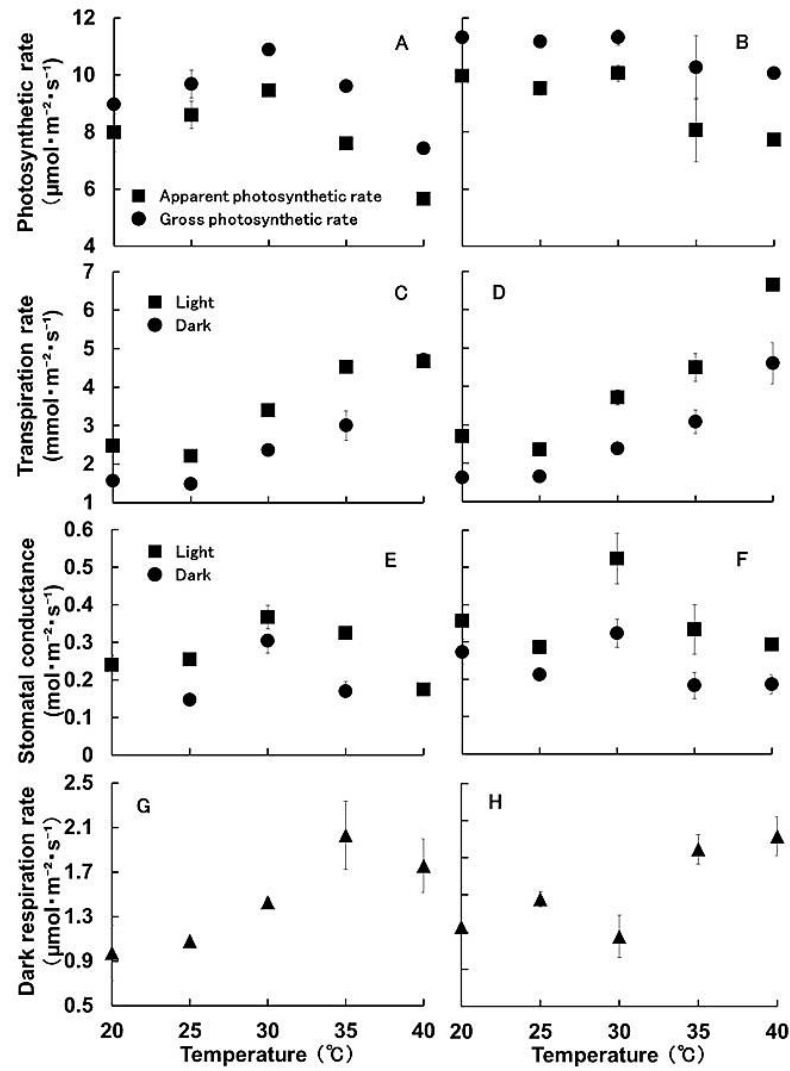 Photosynthetic rate
(μmol・m⁻²・s⁻¹)
12
10
8
6
4
A
B
Apparent photosynthetic rate
Gross photosynthetic rate
Transpiration rate
(mmol・m⁻²・s⁻¹)
7
6
5
4
3
2
1
C
D
Light
Dark
Stomatal conductance
(mol・m⁻²・s⁻¹)
0.6
0.5
0.4
0.3
0.2
0.1
0
E
F
Light
Dark
Dark respiration rate
(μmol・m⁻²・s⁻¹)
2.5
2.1
1.7
1.3
0.9
0.5
G
H
20 25 30 35 40 20 25 30 35 40
Temperature (℃) Temperature (℃)